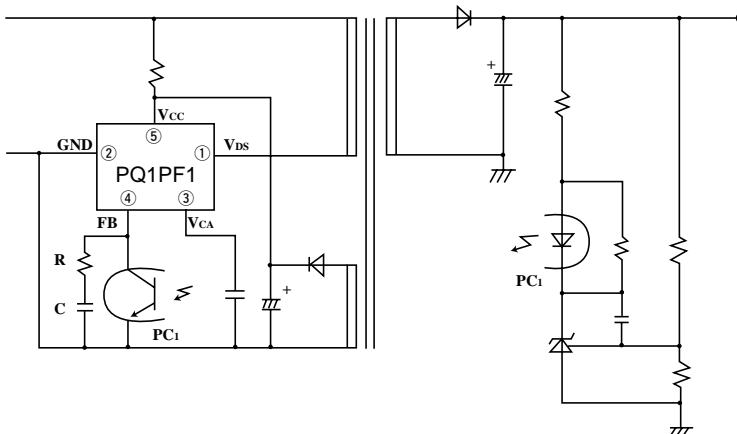 VCC
⑤
GND
②
①
VDS
PQ1PF1
④
③
FB
VCA
R
C
PC1
+
+
PC1